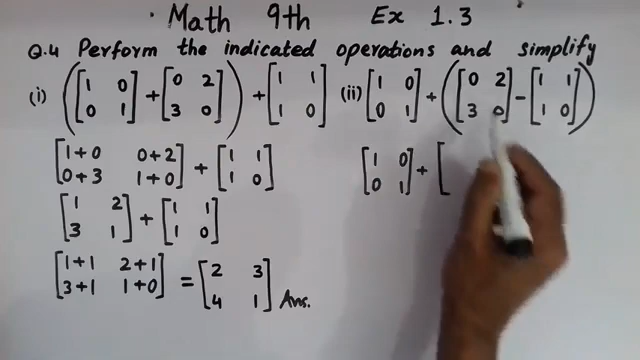 Math 9th Ex 1.3
Q.4 Perform the indicated operations and simplify
(i) ([1 0; 0 1] + [0 2; 3 0]) + [1 1; 1 0] (ii) [1 0; 0 1] + ([0 2; 3 0] - [1 1; 1 0])
[1+0 0+2; 0+3 1+0] + [1 1; 1 0] [1 0; 0 1] + [
[1 2; 3 1] + [1 1; 1 0]
[1+1 2+1; 3+1 1+0] = [2 3; 4 1] Ans.